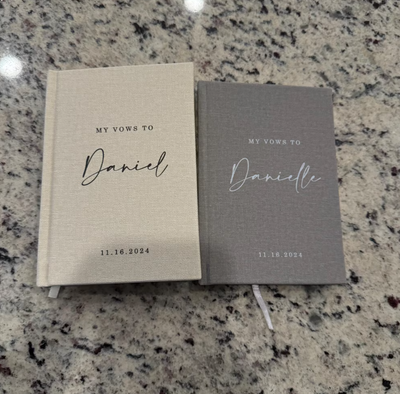 MY VOWS TO
Daniel
11.16.2024
MY VOWS TO
Danielle
11.16.2024